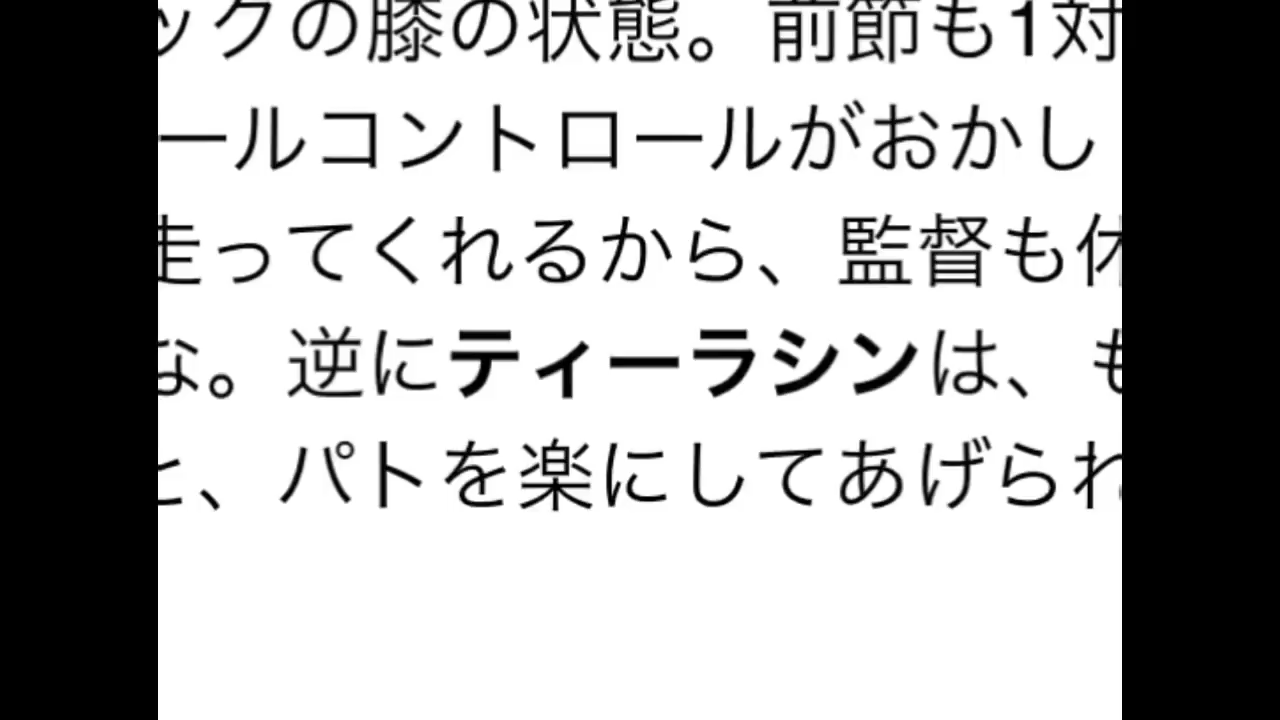 ックの膝の状態。前節も1対
ールコントロールがおかし
走ってくれるから、監督も休
な。逆にティーラシンは、も
と、パトを楽にしてあげられ